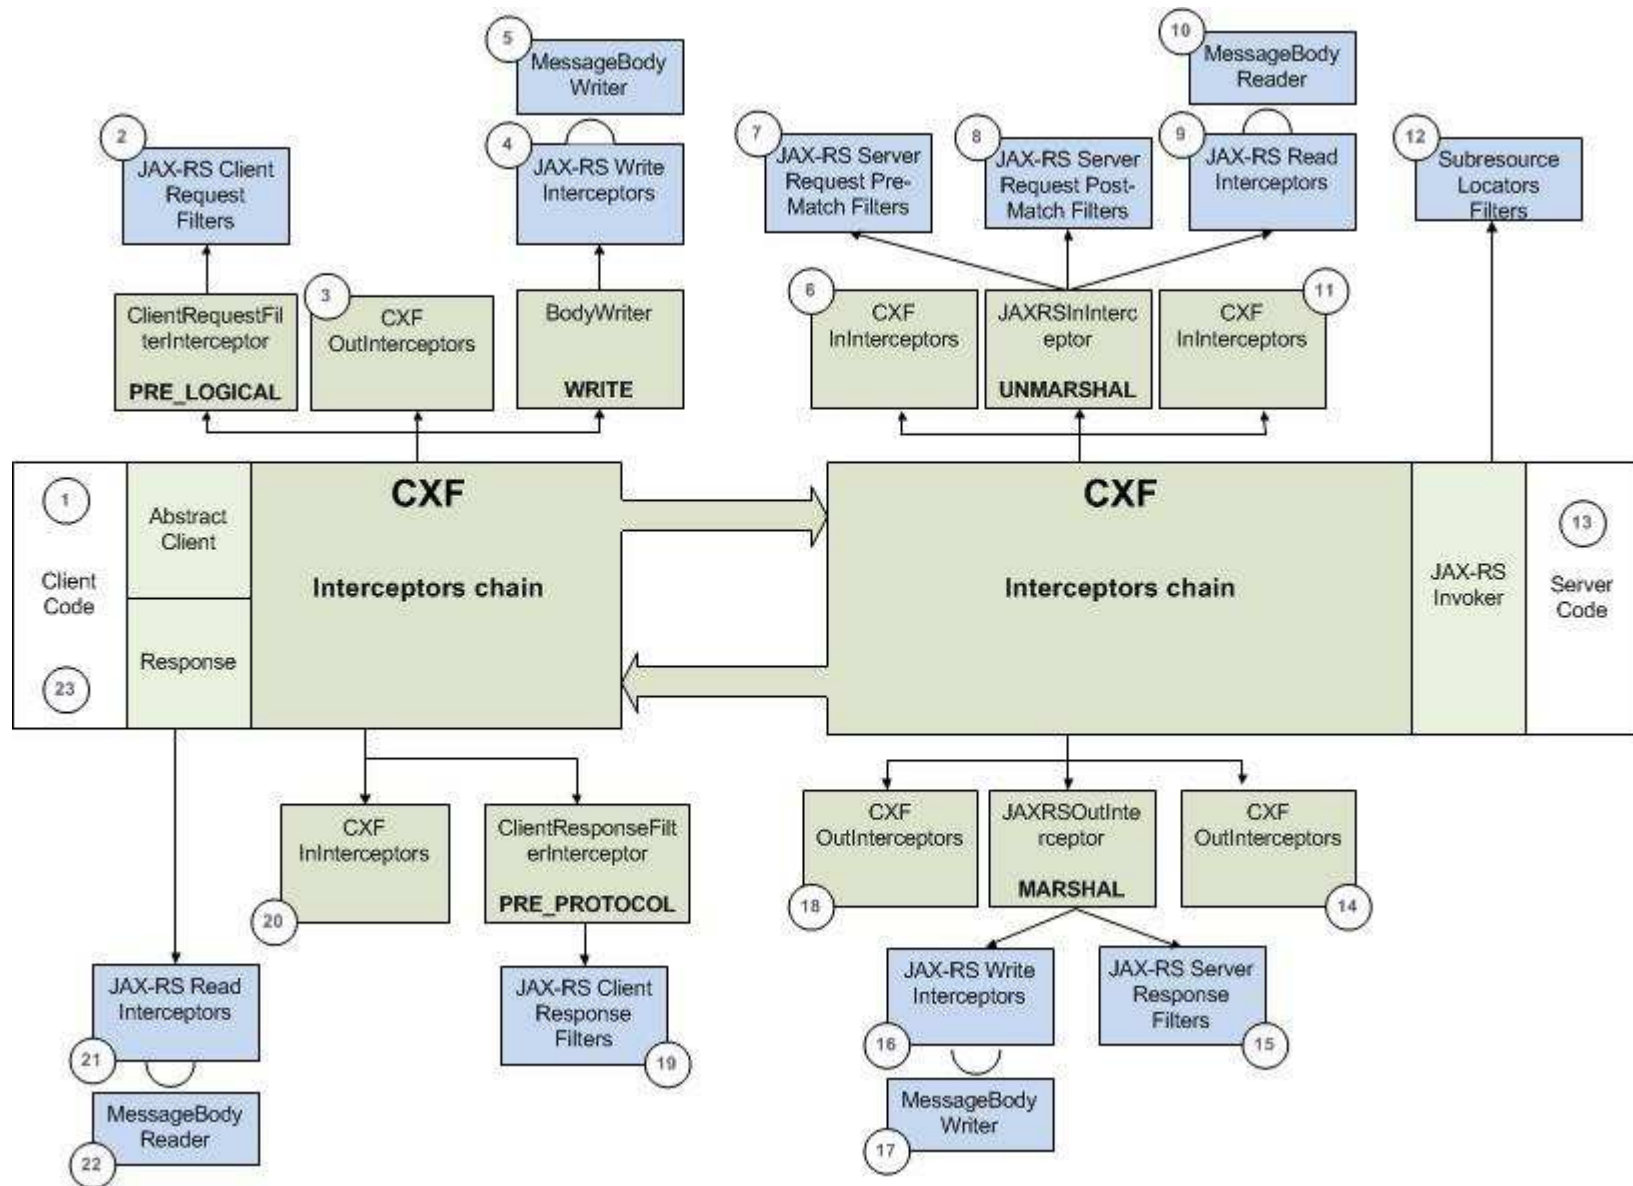 5
MessageBody
Writer
10
MessageBody
Reader
2
JAX-RS Client
Request
Filters
4
JAX-RS Write
Interceptors
7
JAX-RS Server
Request Pre-
Match Filters
8
JAX-RS Server
Request Post-
Match Filters
9
JAX-RS Read
Interceptors
12
Subresource
Locators
Filters
ClientRequestFil
terInterceptor
PRE_LOGICAL
3
CXF
OutInterceptors
BodyWriter
WRITE
6
CXF
InInterceptors
JAXRSInInterc
eptor
UNMARSHAL
11
CXF
InInterceptors
1
Client
Code
23
Abstract
Client
Response
CXF
Interceptors chain
CXF
Interceptors chain
JAX-RS
Invoker
13
Server
Code
CXF
InInterceptors
20
ClientResponseFilt
erInterceptor
PRE_PROTOCOL
CXF
OutInterceptors
18
JAXRSOutInte
rceptor
MARSHAL
CXF
OutInterceptors
14
JAX-RS Read
Interceptors
21
JAX-RS Client
Response
Filters
19
JAX-RS Write
Interceptors
16
JAX-RS Server
Response
Filters
15
MessageBody
Reader
22
MessageBody
Writer
17